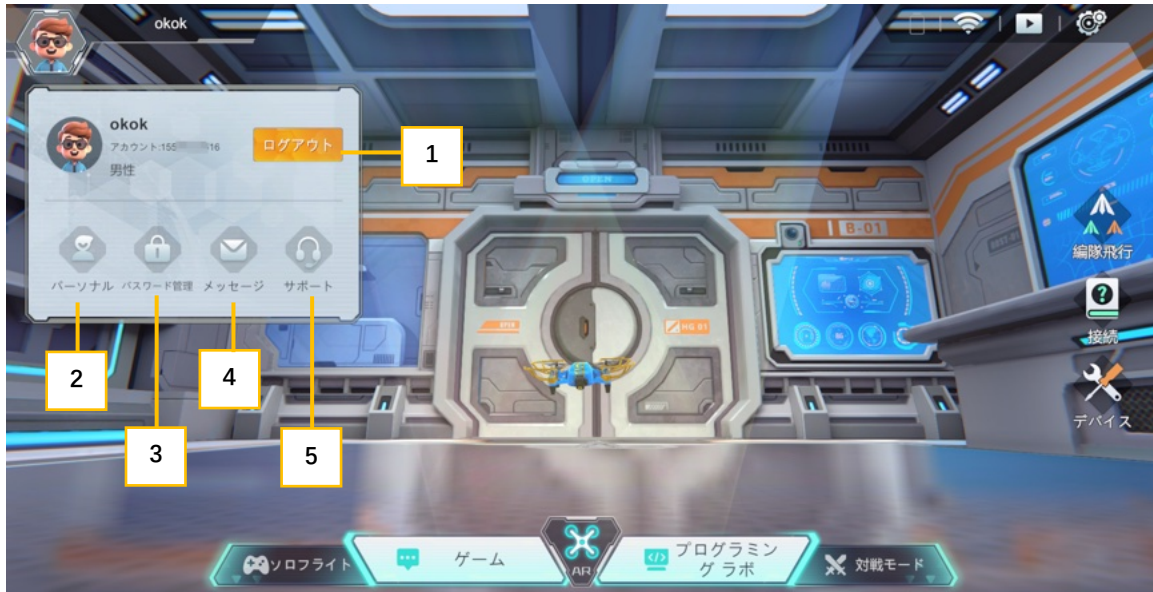 okok
okok
ログアウト
アカウント:155 16
男性
1
OPEN
B-01
編隊飛行
パーソナル パスワード管理 メッセージ サポート
HG 01
接続
2
4
3
5
デバイス
ソロフライト
ゲーム
AR
プログラミン
グ ラボ
対戦モード